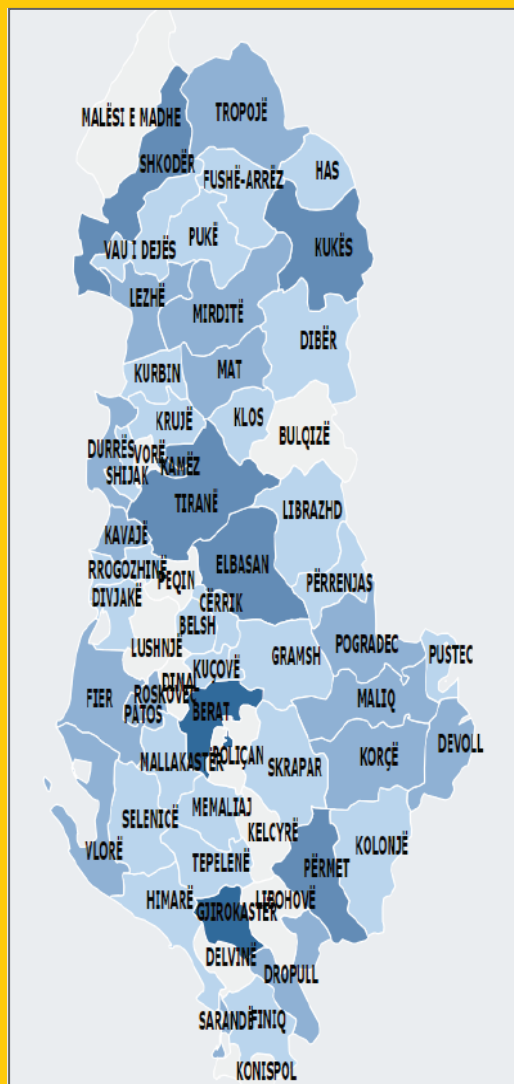 TROPOJË
MALËSI E MADHE
SHKODËR
HAS
FUSHË-ARRËZ
PUKË
KUKËS
VAU I DEJËS
LEZHË
MIRDITË
DIBËR
MAT
KURBIN
KLOS
KRUJË
BULQIZË
DURRËS
VORË
KAMËZ
SHIJAK
TIRANË
LIBRAZHD
KAVAJË
ELBASAN
RROGOZHINË
PEQIN
PËRRENJAS
DIVJAKË
CËRRIK
BELSH
LUSHNJË
POGRADEC
GRAMSH
PUSTEC
KUÇOVË
DIMAL
ROSKOVEC
FIER
MALIQ
PATOS
BERAT
DEVOLL
POLIÇAN
KORÇË
MALLAKASTËR
SKRAPAR
MEMALIAJ
SELENICË
KELCYRË
KOLONJË
VLORË
TEPELENË
PËRMET
HIMARË
LIBOHOVË
GJIROKASTËR
DELVINË
DROPULL
SARANDË
FINIQ
KONISPOL